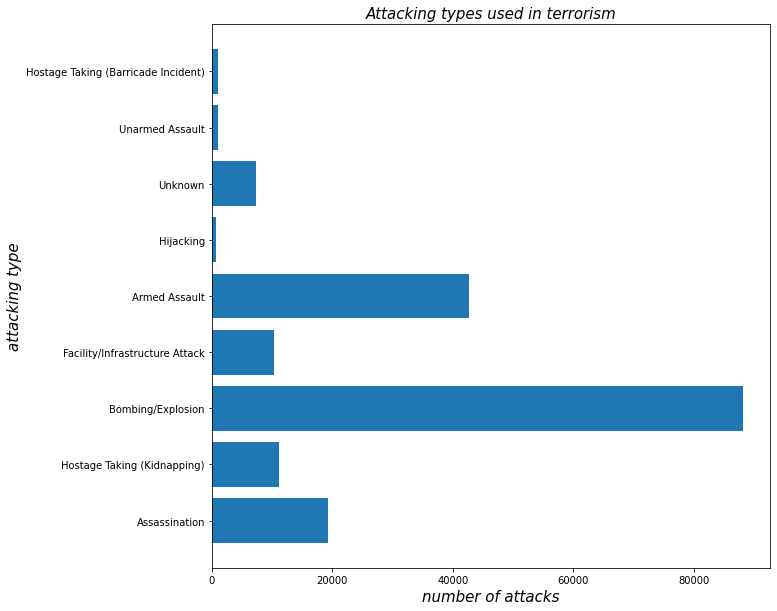 Attacking types used in terrorism
Hostage Taking (Barricade Incident)
Unarmed Assault
Unknown
Hijacking
Armed Assault
Facility/Infrastructure Attack
Bombing/Explosion
Hostage Taking (Kidnapping)
Assassination
attacking type
0 20000 40000 60000 80000
number of attacks